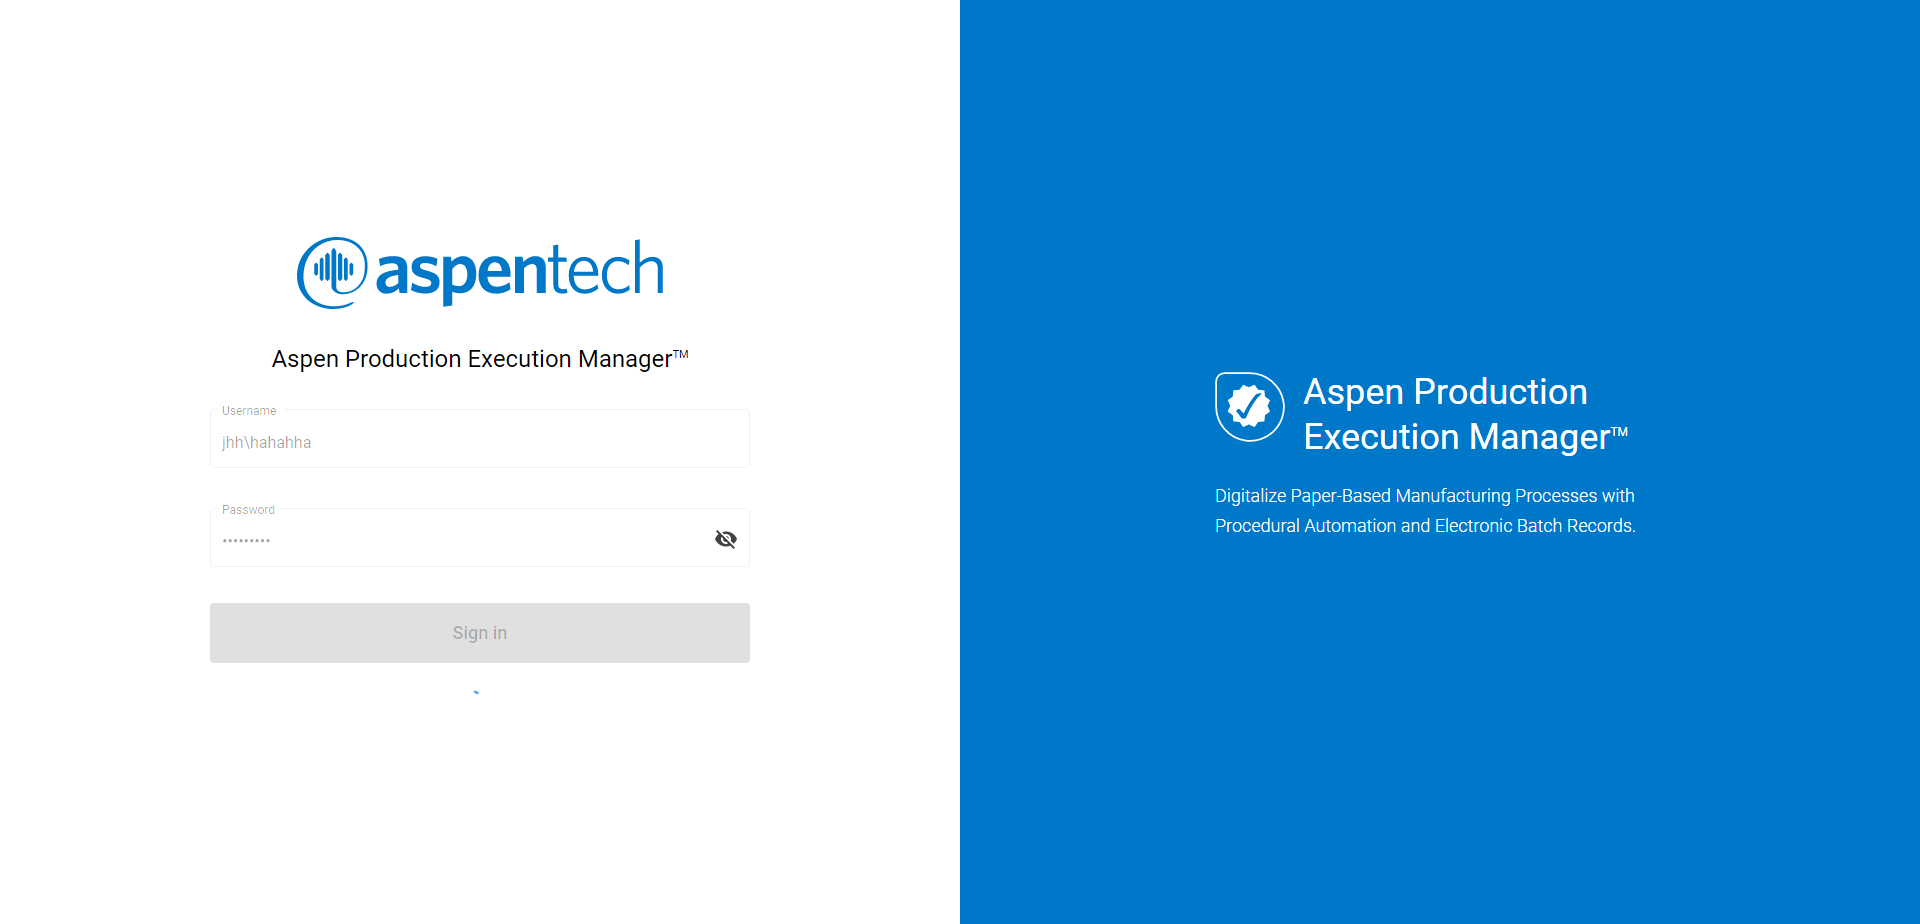 aspentech
Aspen Production Execution Manager™
Username
jhh\hahahha
Password
•••••••••
Sign in
Aspen Production
Execution Manager™
Digitalize Paper-Based Manufacturing Processes with
Procedural Automation and Electronic Batch Records.